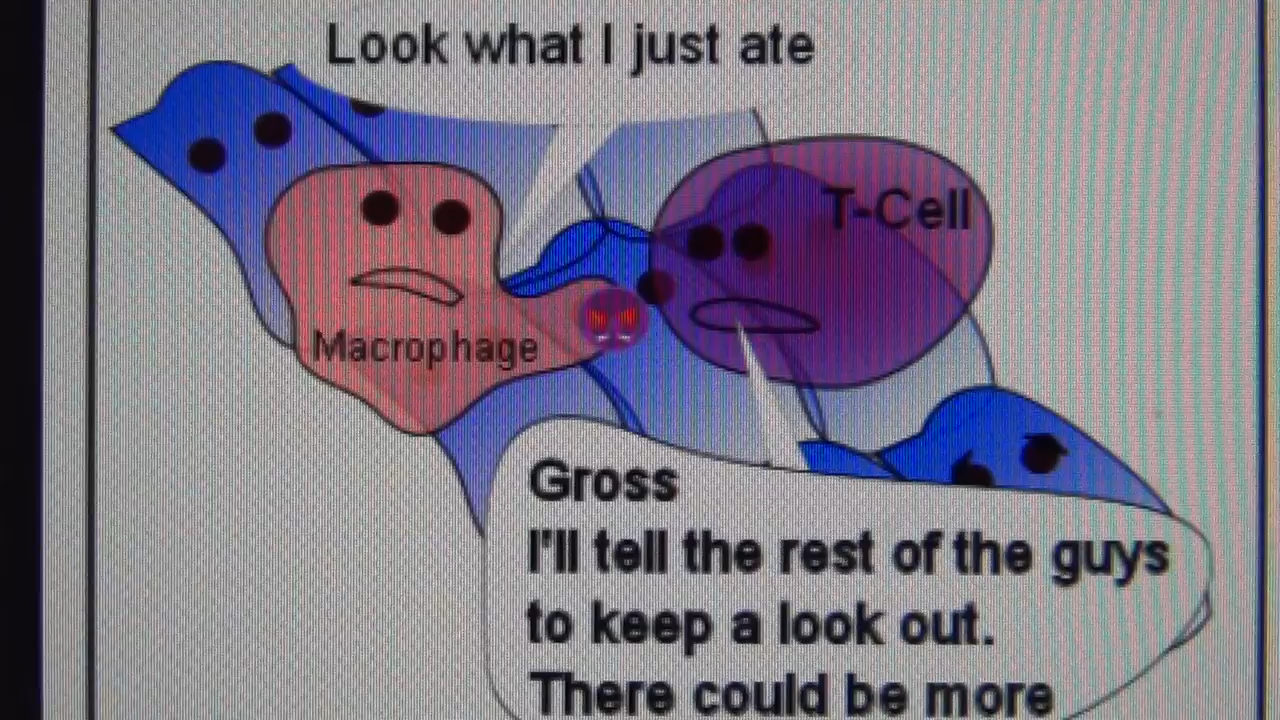 Look what I just ate
T-Cell
Macrophage
Gross
I'll tell the rest of the guys
to keep a look out.
There could be more